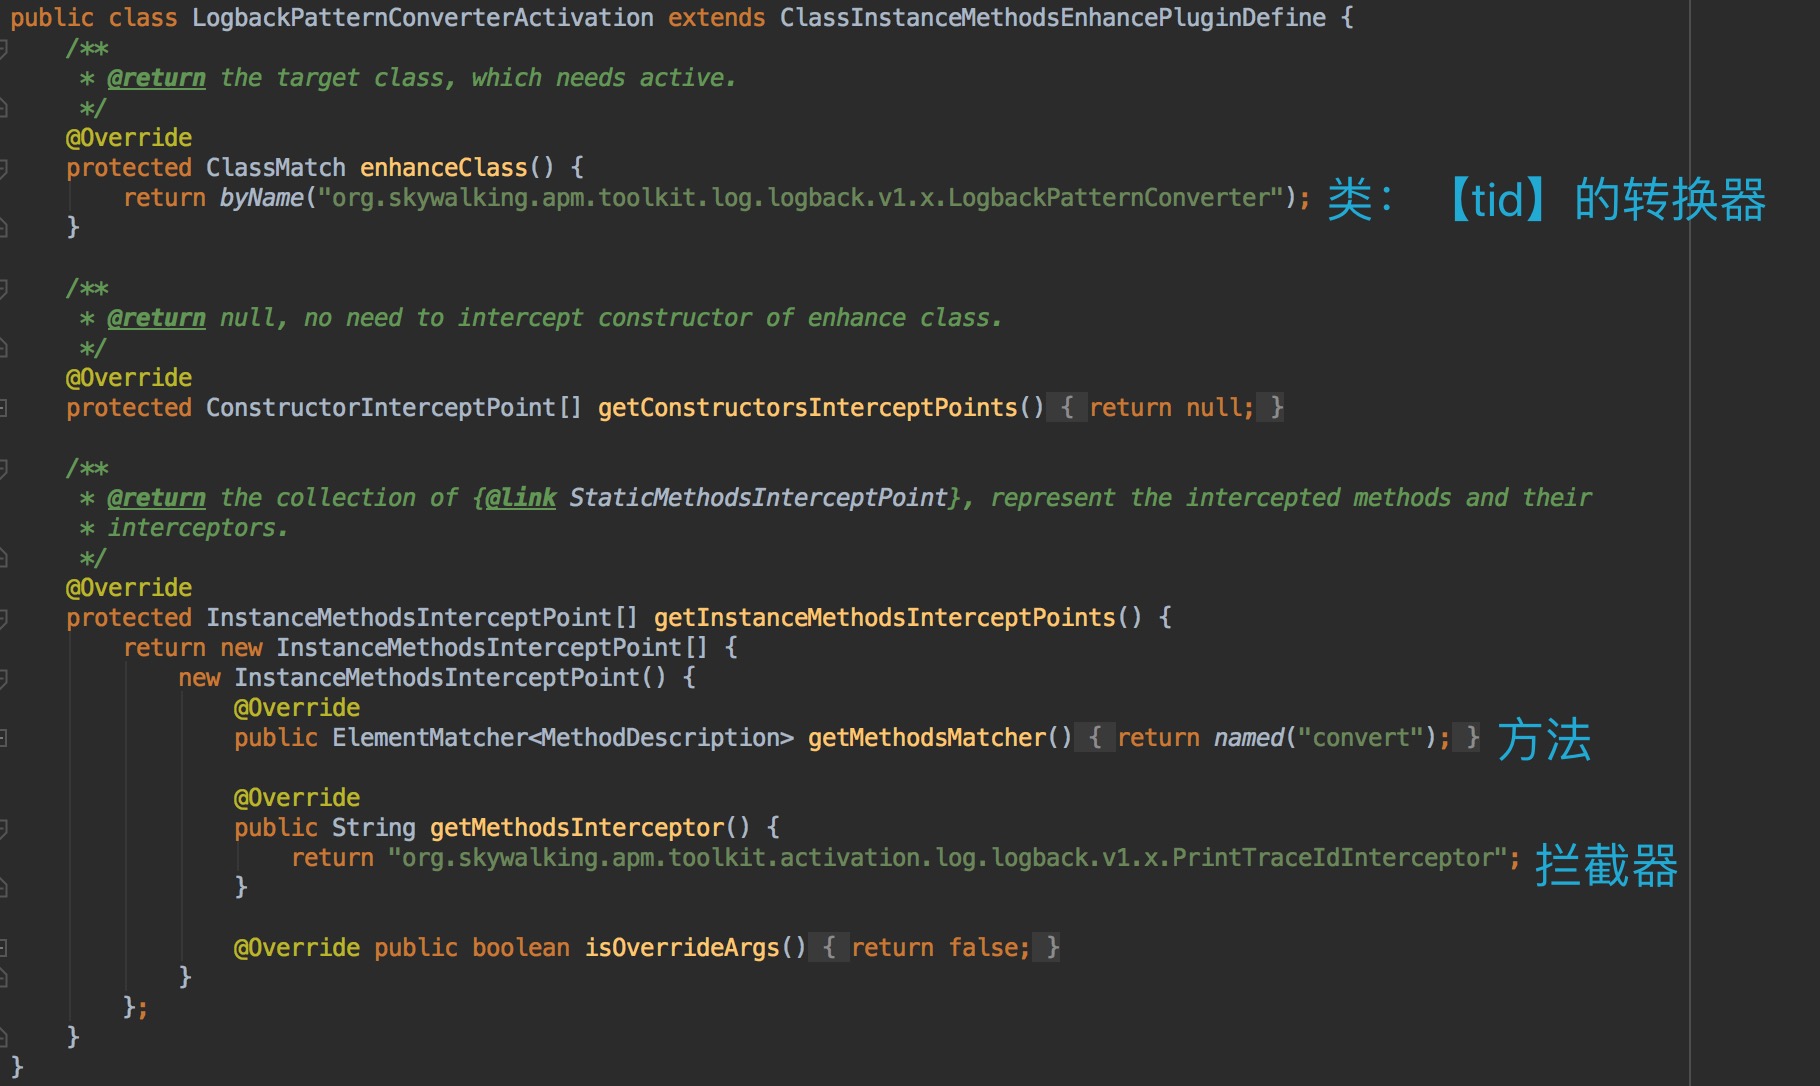 public class LogbackPatternConverterActivation extends ClassInstanceMethodsEnhancePluginDefine {
    /**
     * @return the target class, which needs active.
     */
    @Override
    protected ClassMatch enhanceClass() {
        return byName("org.skywalking.apm.toolkit.log.logback.v1.x.LogbackPatternConverter"); 类：【tid】的转换器
    }
    /**
     * @return null, no need to intercept constructor of enhance class.
     */
    @Override
    protected ConstructorInterceptPoint[] getConstructorsInterceptPoints() { return null; }
    /**
     * @return the collection of {@link StaticMethodsInterceptPoint}, represent the intercepted methods and their
     * interceptors.
     */
    @Override
    protected InstanceMethodsInterceptPoint[] getInstanceMethodsInterceptPoints() {
        return new InstanceMethodsInterceptPoint[] {
            new InstanceMethodsInterceptPoint() {
                @Override
                public ElementMatcher<MethodDescription> getMethodsMatcher() { return named("convert"); } 方法
                @Override
                public String getMethodsInterceptor() {
                    return "org.skywalking.apm.toolkit.activation.log.logback.v1.x.PrintTraceIdInterceptor"; 拦截器
                }
                @Override public boolean isOverrideArgs() { return false; }
            }
        };
    }
}